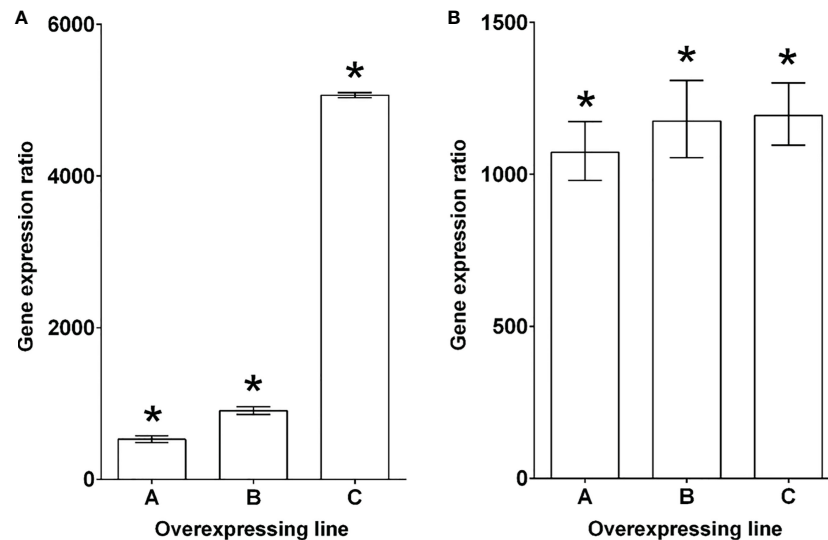 A
Gene expression ratio
6000
4000
2000
0
*
*
*
A B C
Overexpressing line
B
Gene expression ratio
1500
1000
500
0
*
*
*
A B C
Overexpressing line